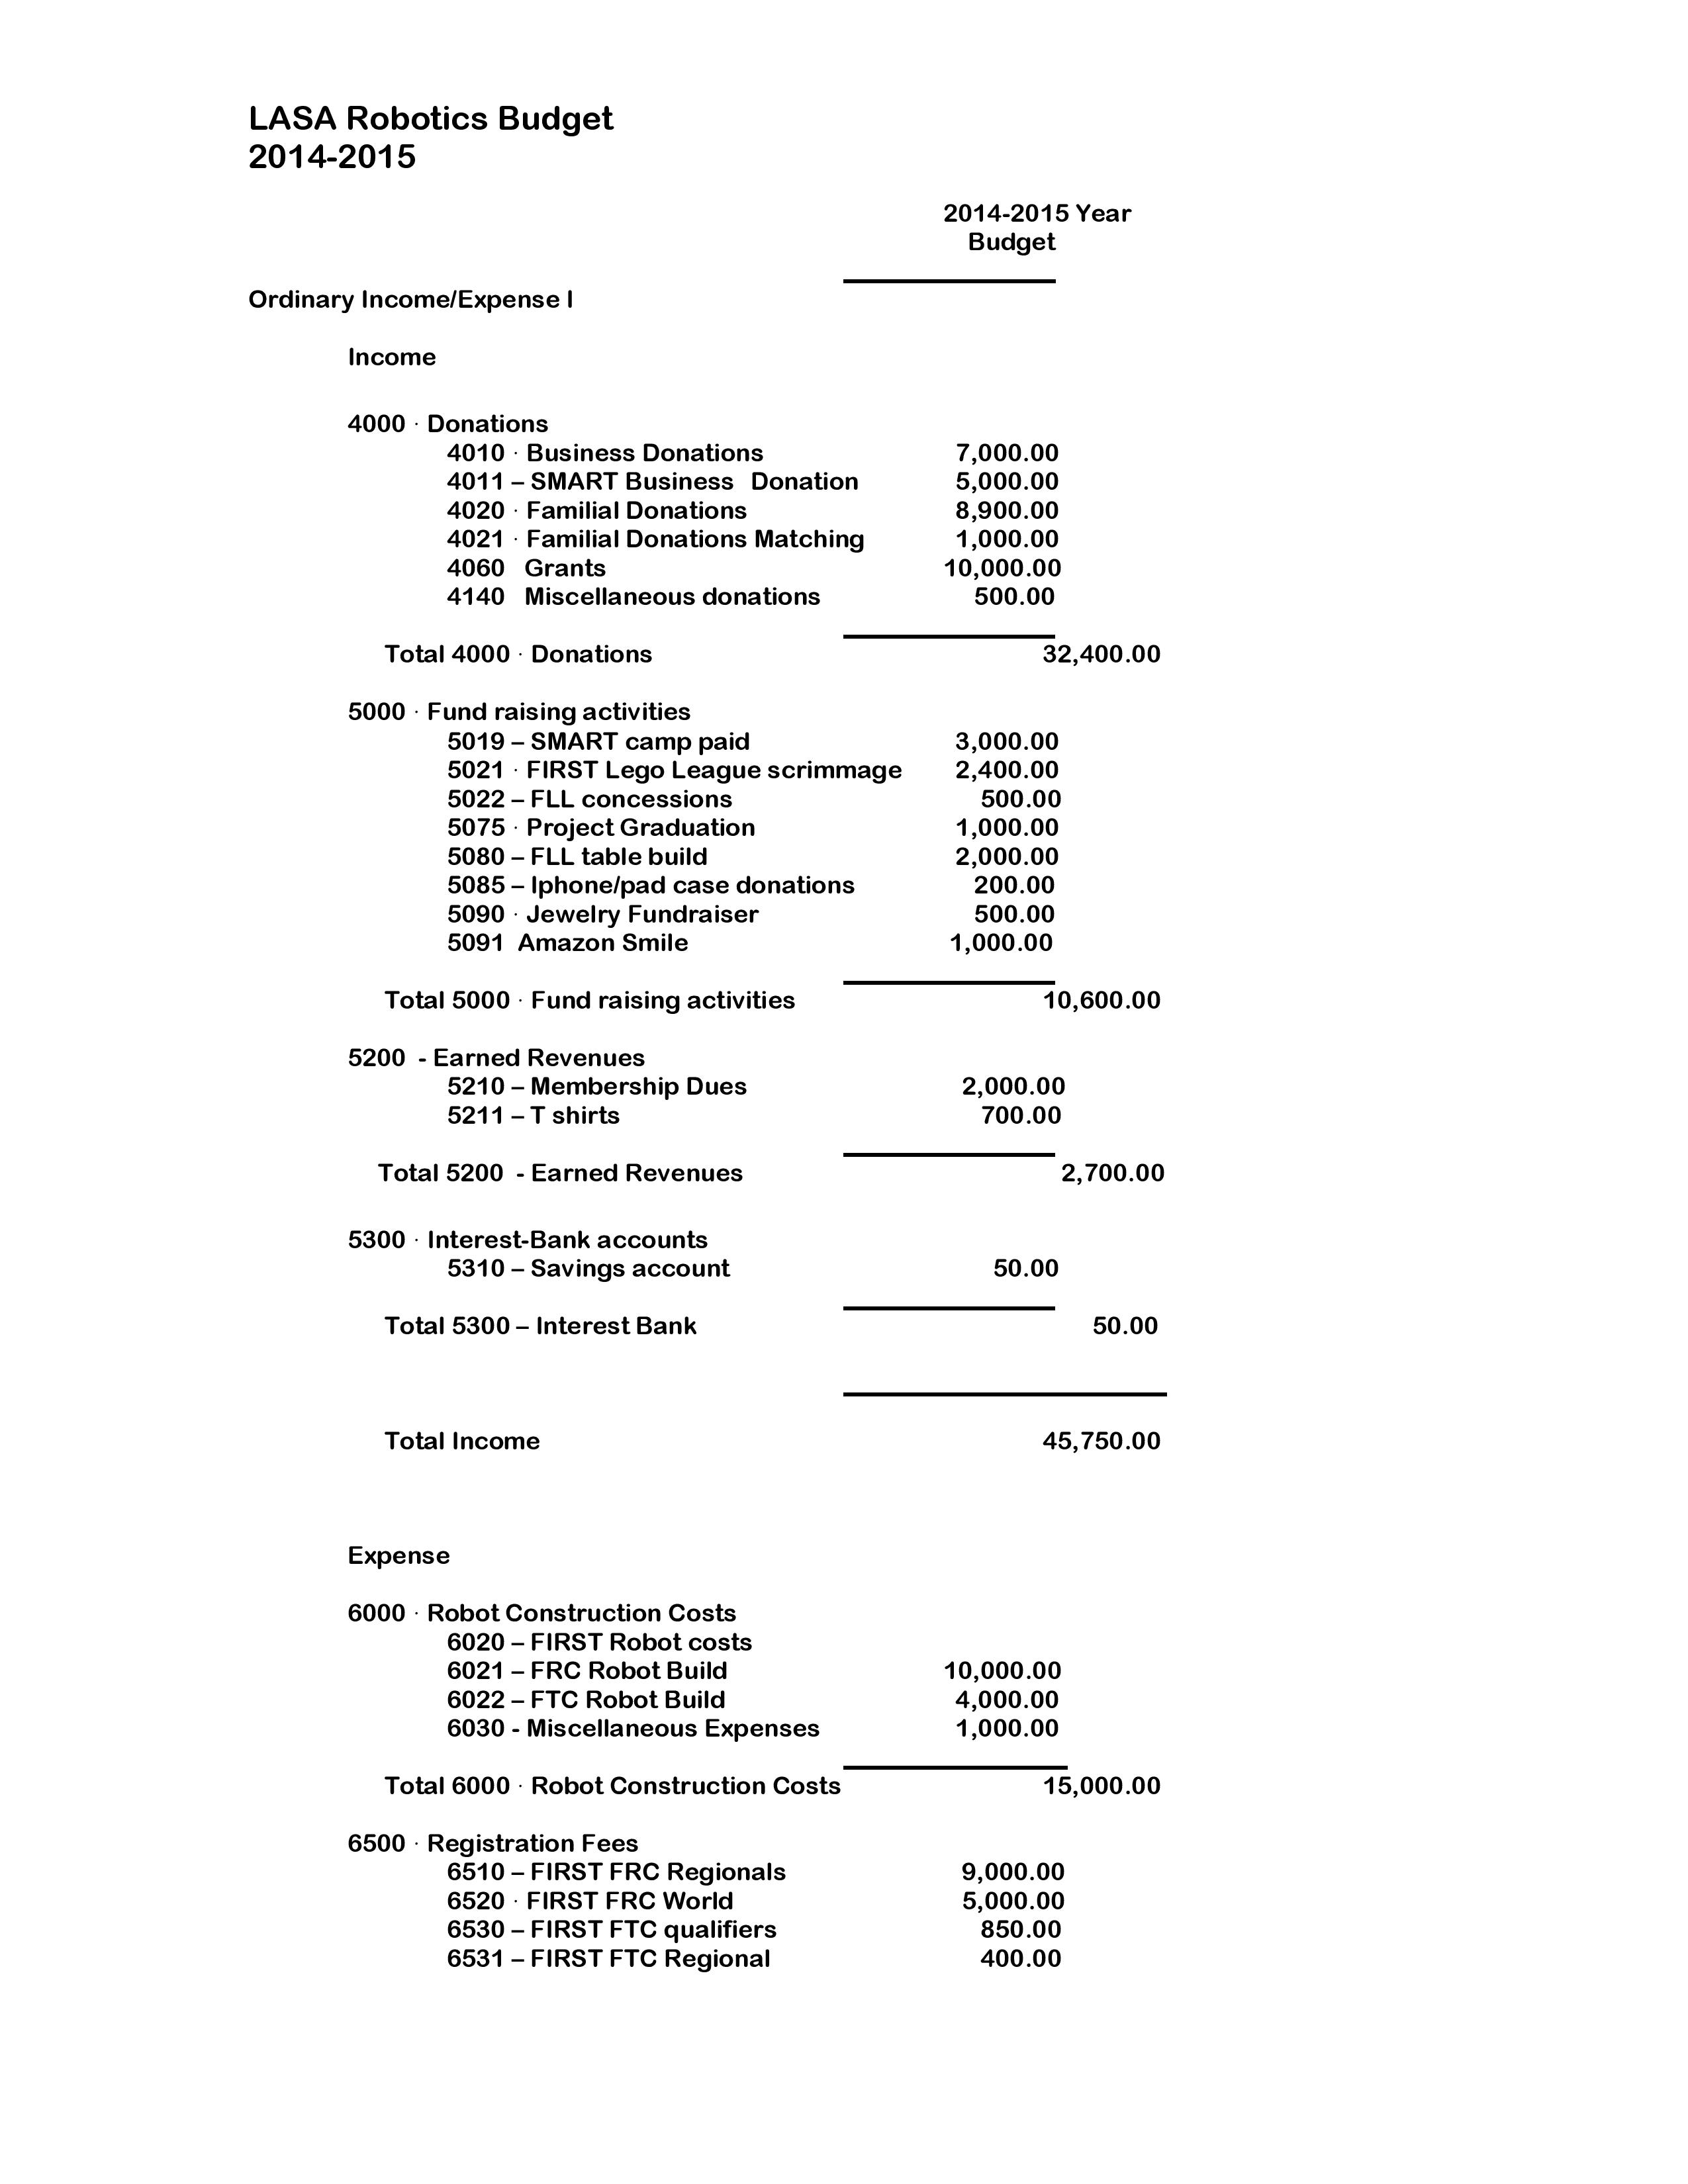 LASA Robotics Budget
2014-2015
2014-2015 Year
Budget
Ordinary Income/Expense I
Income
4000 · Donations
4010 · Business Donations 7,000.00
4011 – SMART Business Donation 5,000.00
4020 · Familial Donations 8,900.00
4021 · Familial Donations Matching 1,000.00
4060 Grants 10,000.00
4140 Miscellaneous donations 500.00
Total 4000 · Donations 32,400.00
5000 · Fund raising activities
5019 – SMART camp paid 3,000.00
5021 · FIRST Lego League scrimmage 2,400.00
5022 – FLL concessions 500.00
5075 · Project Graduation 1,000.00
5080 – FLL table build 2,000.00
5085 – Iphone/pad case donations 200.00
5090 · Jewelry Fundraiser 500.00
5091 Amazon Smile 1,000.00
Total 5000 · Fund raising activities 10,600.00
5200 - Earned Revenues
5210 – Membership Dues 2,000.00
5211 – T shirts 700.00
Total 5200 - Earned Revenues 2,700.00
5300 · Interest-Bank accounts
5310 – Savings account 50.00
Total 5300 – Interest Bank 50.00
Total Income 45,750.00
Expense
6000 · Robot Construction Costs
6020 – FIRST Robot costs
6021 – FRC Robot Build 10,000.00
6022 – FTC Robot Build 4,000.00
6030 - Miscellaneous Expenses 1,000.00
Total 6000 · Robot Construction Costs 15,000.00
6500 · Registration Fees
6510 – FIRST FRC Regionals 9,000.00
6520 · FIRST FRC World 5,000.00
6530 – FIRST FTC qualifiers 850.00
6531 – FIRST FTC Regional 400.00